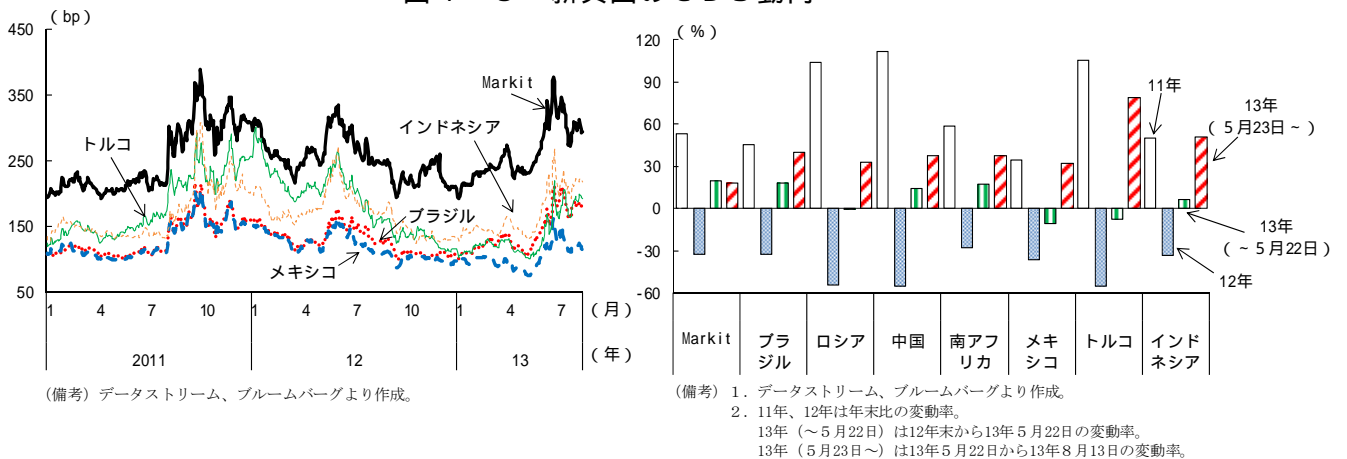 (bp)
450
350
250
150
50
Markit
トルコ
インドネシア
ブラジル
メキシコ
1 4 7 10 1 4 7 10 1 4 7 (月)
2011 12 13 (年)
(備考) データストリーム、ブルームバーグより作成。
(%)
120
90
60
30
0
-30
-60
11年
13年
(5月23日~)
13年
(~5月22日)
12年
Markit
ブラジル
ロシア
中国
南アフリカ
メキシコ
トルコ
インドネシア
(備考) 1.データストリーム、ブルームバーグより作成。
2.11年、12年は年末比の変動率。
13年(~5月22日)は12年末から13年5月22日の変動率。
13年(5月23日~)は13年5月22日から13年8月13日の変動率。